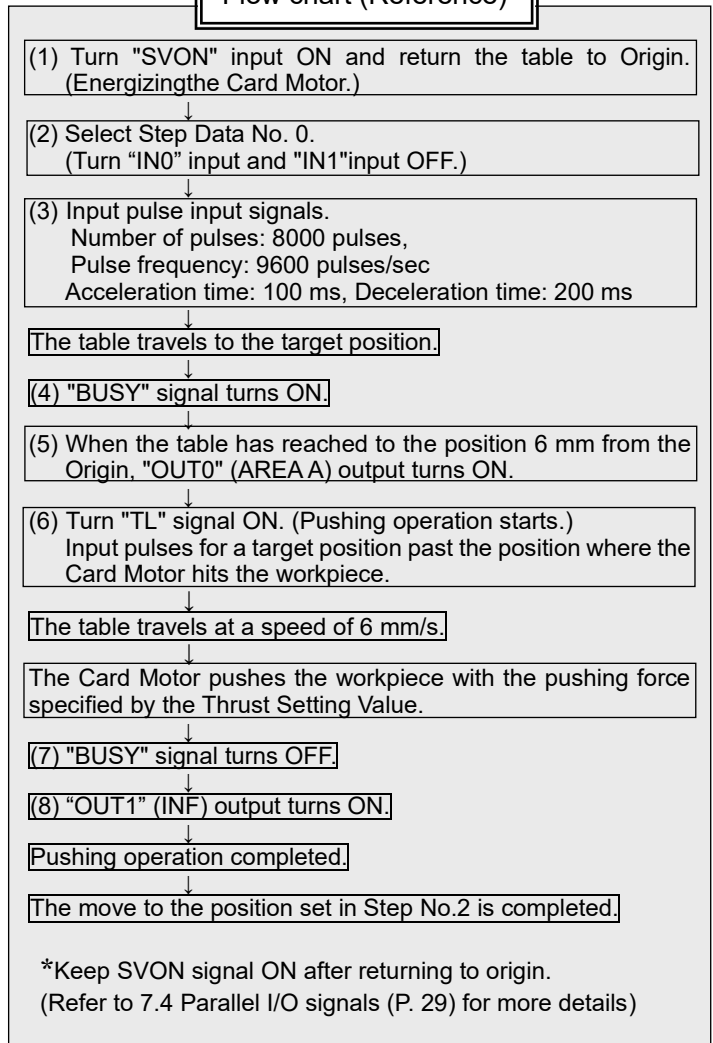 Flow chart (Reference)
(1) Turn "SVON" input ON and return the table to Origin.
(Energizingthe Card Motor.)
↓
(2) Select Step Data No. 0.
(Turn “IN0” input and "IN1"input OFF.)
↓
(3) Input pulse input signals.
Number of pulses: 8000 pulses,
Pulse frequency: 9600 pulses/sec
Acceleration time: 100 ms, Deceleration time: 200 ms
↓
The table travels to the target position.
↓
(4) "BUSY" signal turns ON.
↓
(5) When the table has reached to the position 6 mm from the
Origin, "OUT0" (AREA A) output turns ON.
↓
(6) Turn "TL" signal ON. (Pushing operation starts.)
Input pulses for a target position past the position where the
Card Motor hits the workpiece.
↓
The table travels at a speed of 6 mm/s.
↓
The Card Motor pushes the workpiece with the pushing force
specified by the Thrust Setting Value.
↓
(7) "BUSY" signal turns OFF.
↓
(8) “OUT1” (INF) output turns ON.
↓
Pushing operation completed.
↓
The move to the position set in Step No.2 is completed.
*Keep SVON signal ON after returning to origin.
(Refer to 7.4 Parallel I/O signals (P. 29) for more details)